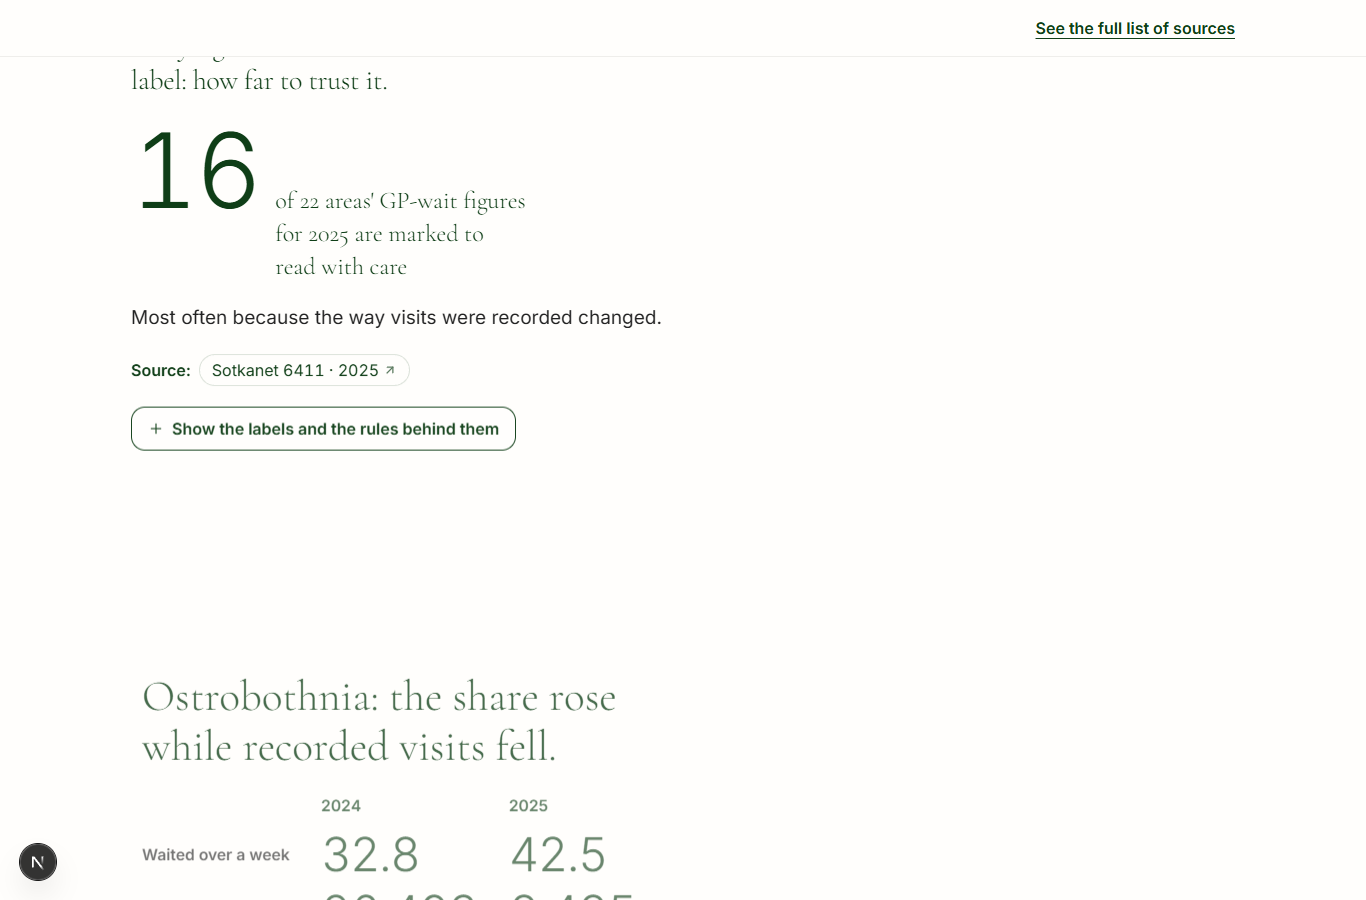 See the full list of sources
label: how far to trust it.
16
of 22 areas' GP-wait figures
for 2025 are marked to
read with care
Most often because the way visits were recorded changed.
Source: Sotkanet 6411 · 2025 ↗
+ Show the labels and the rules behind them
Ostrobothnia: the share rose
while recorded visits fell.
2024 2025
Waited over a week 32.8 42.5
N